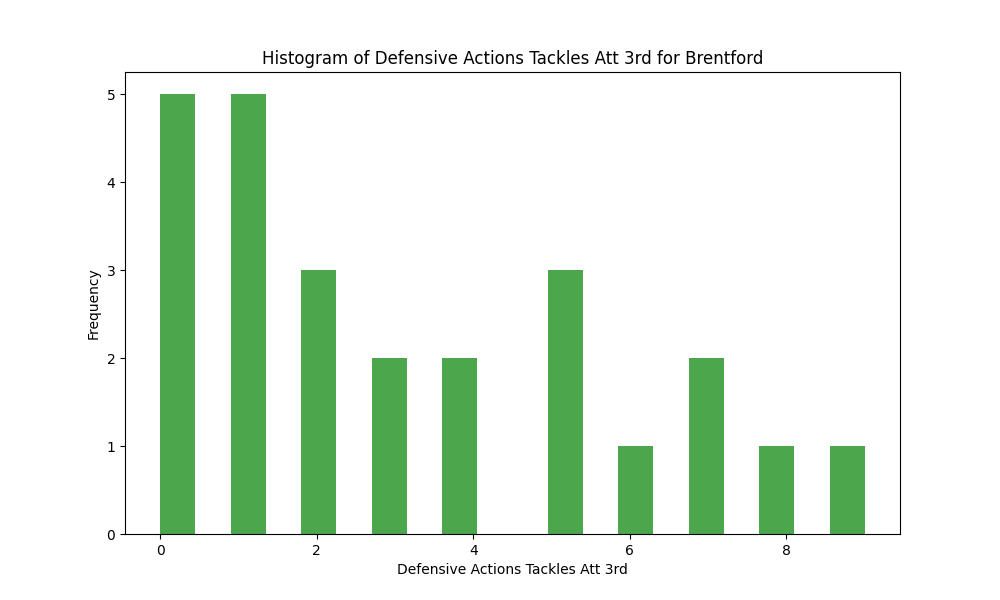 Histogram of Defensive Actions Tackles Att 3rd for Brentford
5
4
3
2
1
0
Frequency
0 2 4 6 8
Defensive Actions Tackles Att 3rd